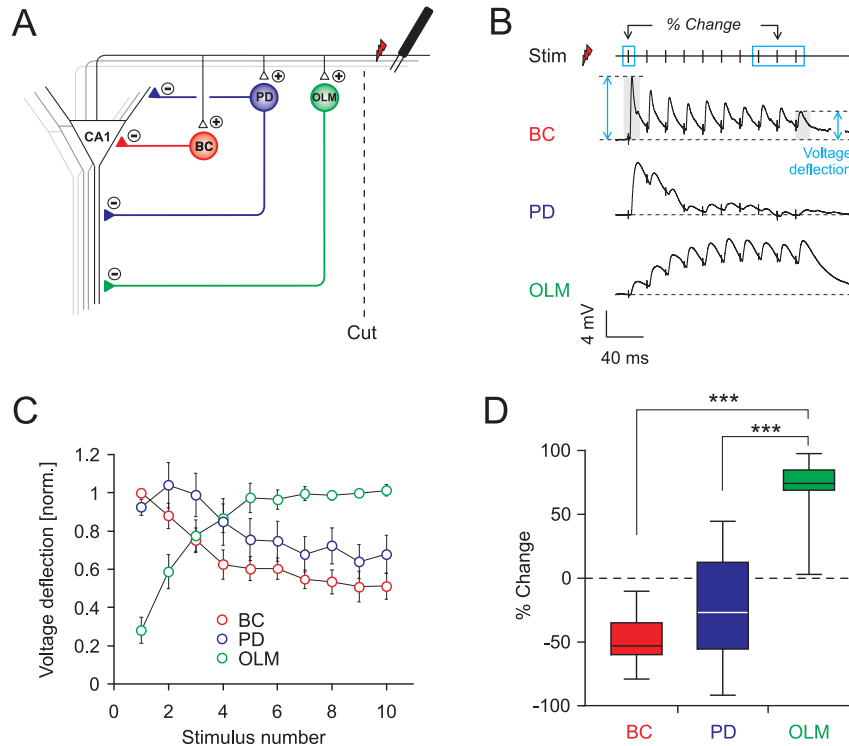 A
CA1
PD
OLM
BC
+
+
+
−
−
−
−
Cut
B
% Change
Stim
BC
Voltage
deflection
PD
OLM
4 mV
40 ms
C
Voltage deflection [norm.]
1.2
1
0.8
0.6
0.4
0.2
0
BC
PD
OLM
0
2
4
6
8
10
Stimulus number
D
***
***
% Change
100
50
0
-50
-100
BC
PD
OLM